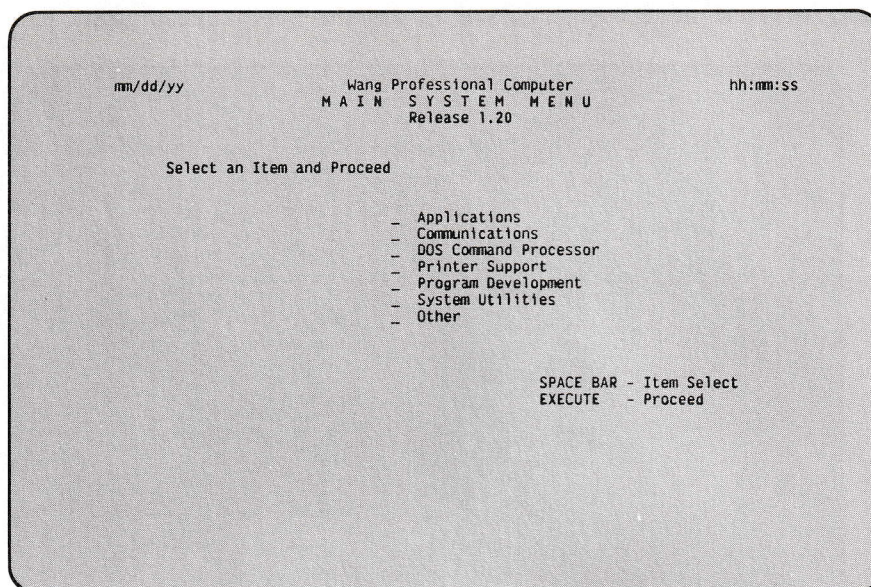 mm/dd/yy Wang Professional Computer hh:mm:ss
M A I N S Y S T E M M E N U
Release 1.20
Select an Item and Proceed
_ Applications
_ Communications
_ DOS Command Processor
_ Printer Support
_ Program Development
_ System Utilities
_ Other
SPACE BAR - Item Select
EXECUTE - Proceed